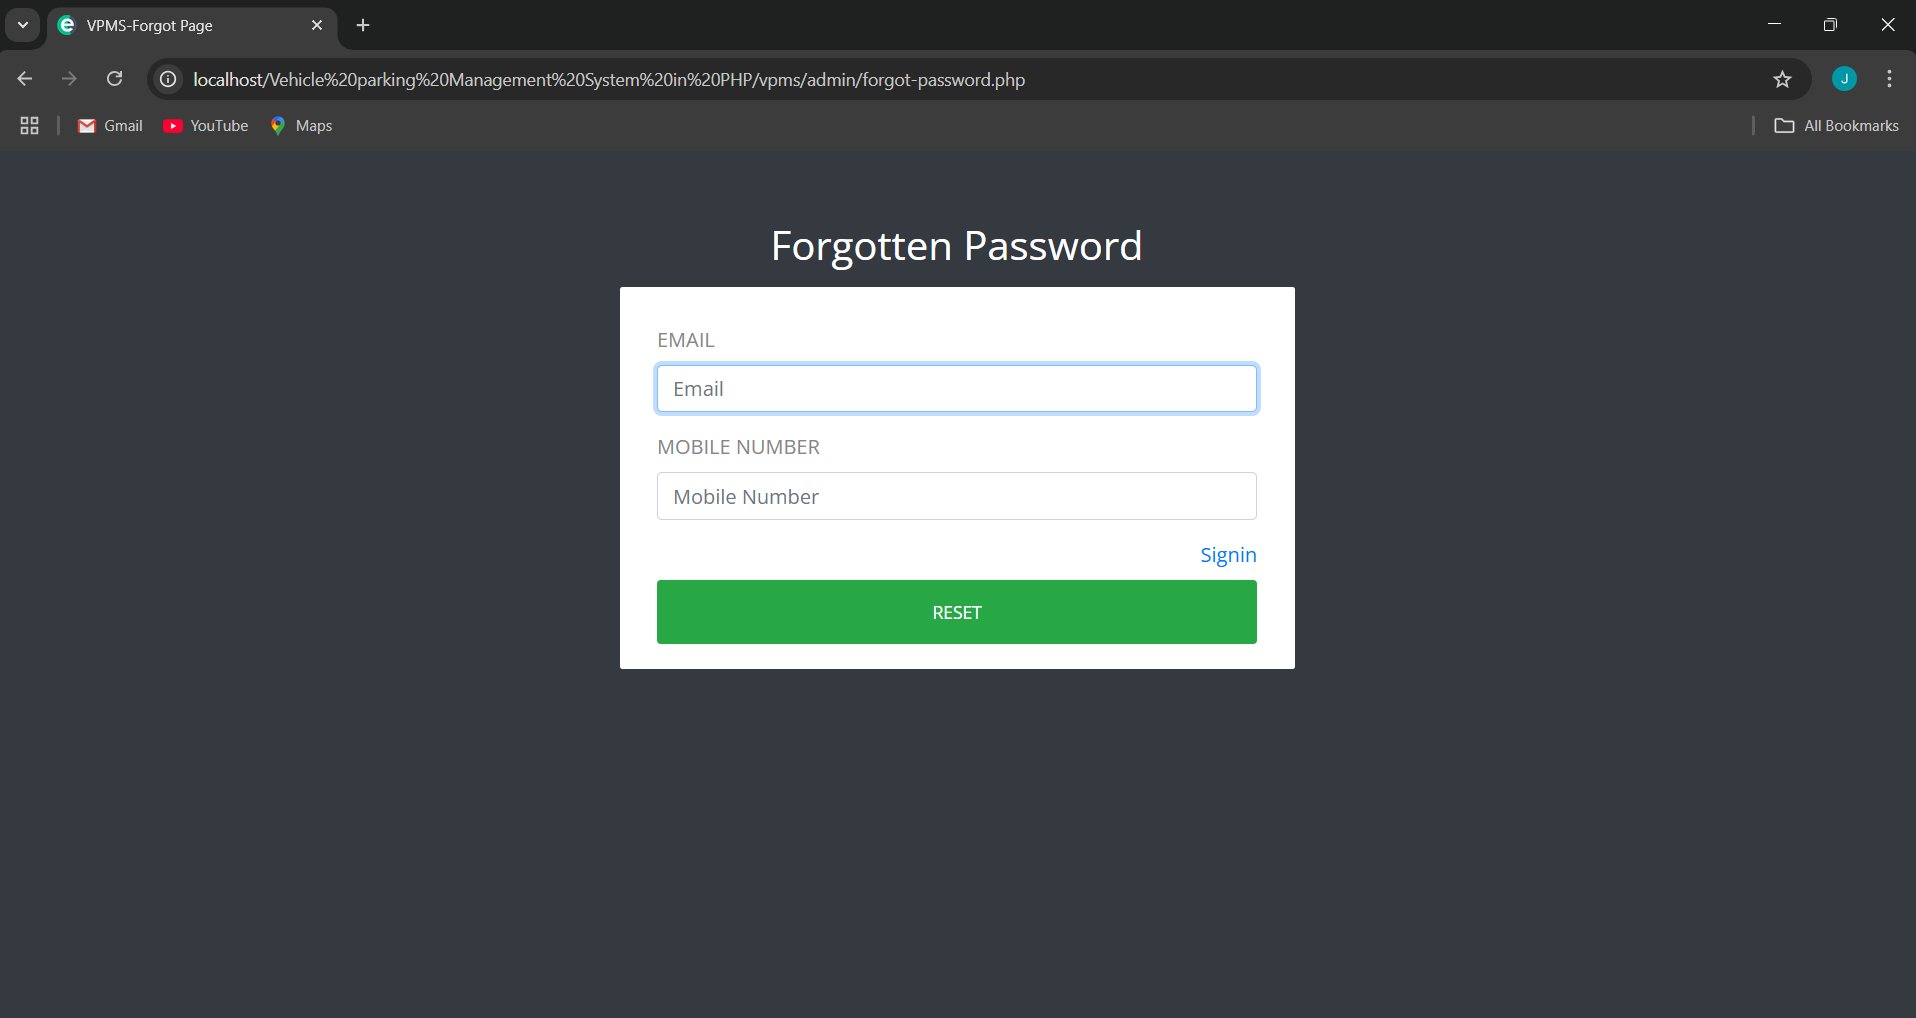 VPMS-Forgot Page
localhost/Vehicle%20parking%20Management%20System%20in%20PHP/vpms/admin/forgot-password.php
J
Gmail
YouTube
Maps
All Bookmarks
Forgotten Password
EMAIL
Email
MOBILE NUMBER
Mobile Number
Signin
RESET